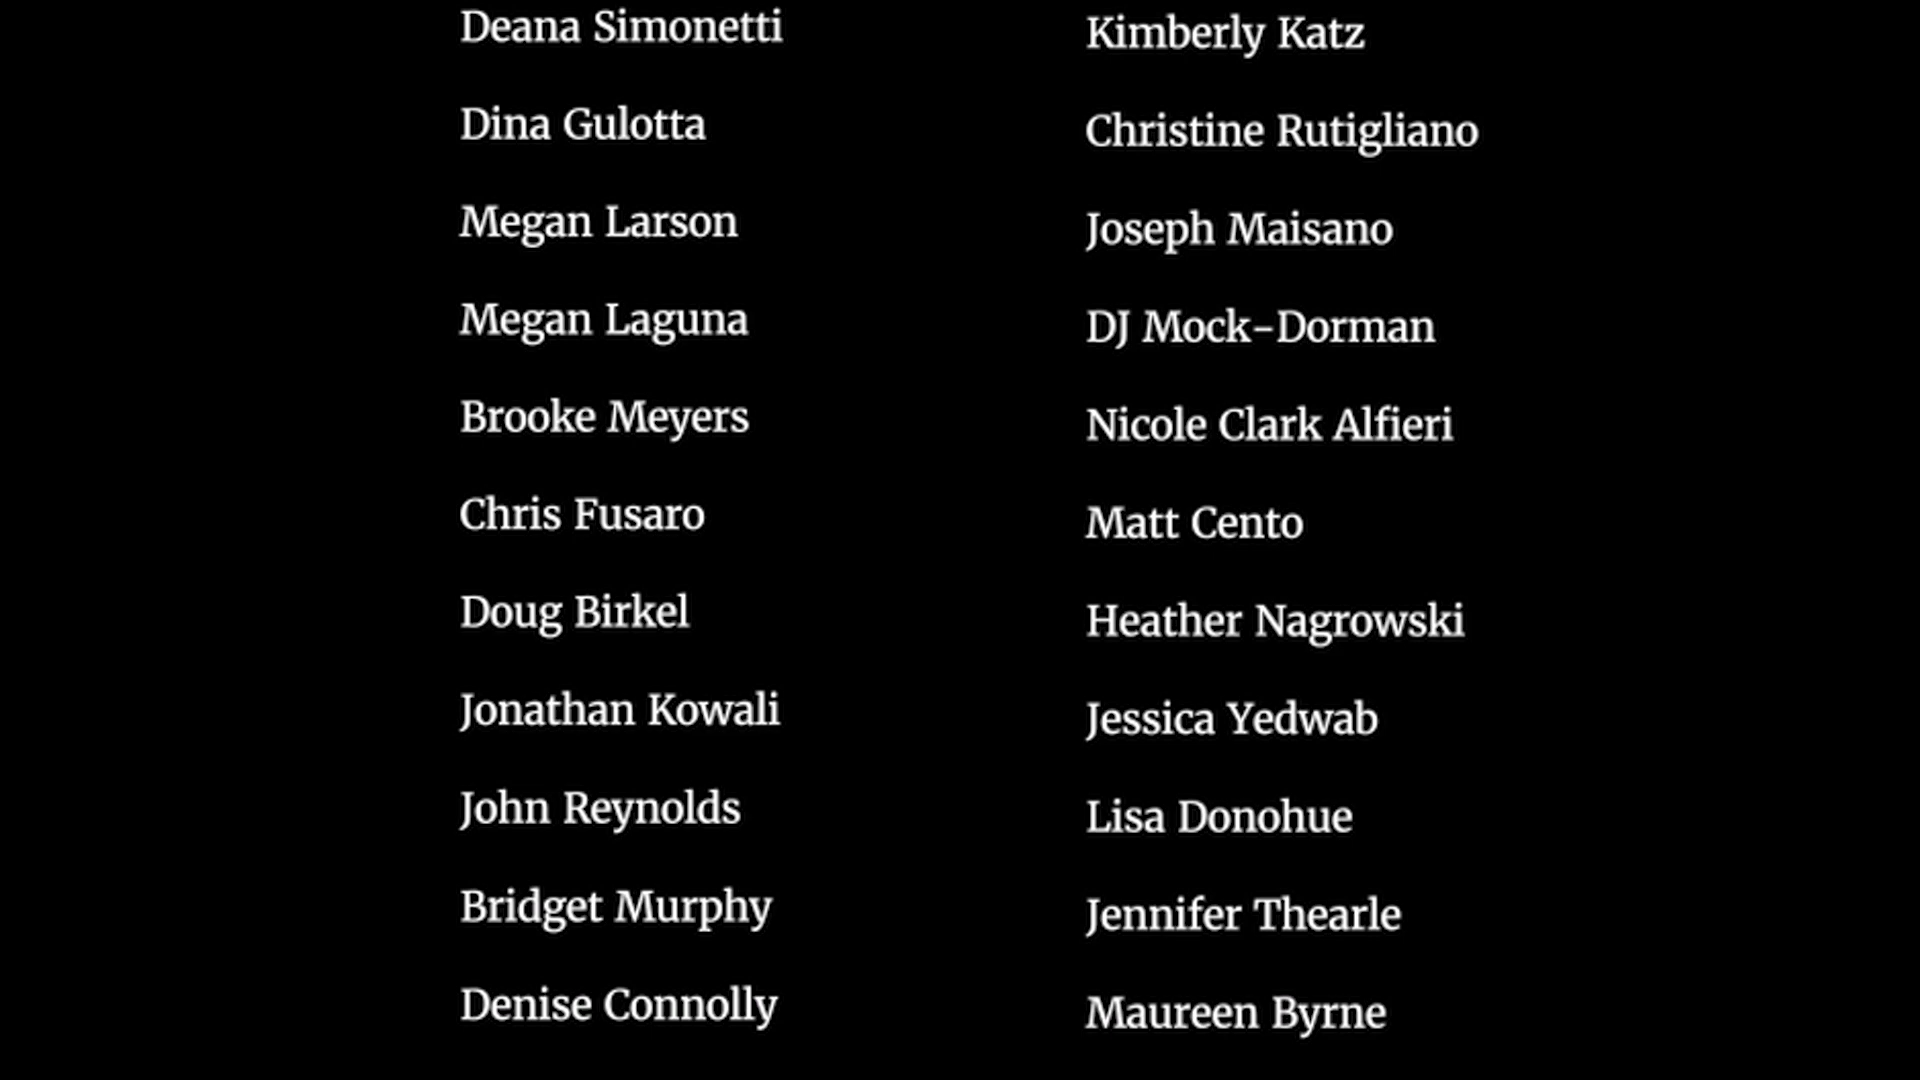 Deana Simonetti
Kimberly Katz
Dina Gulotta
Christine Rutigliano
Megan Larson
Joseph Maisano
Megan Laguna
DJ Mock-Dorman
Brooke Meyers
Nicole Clark Alfieri
Chris Fusaro
Matt Cento
Doug Birkel
Heather Nagrowski
Jonathan Kowali
Jessica Yedwab
John Reynolds
Lisa Donohue
Bridget Murphy
Jennifer Thearle
Denise Connolly
Maureen Byrne